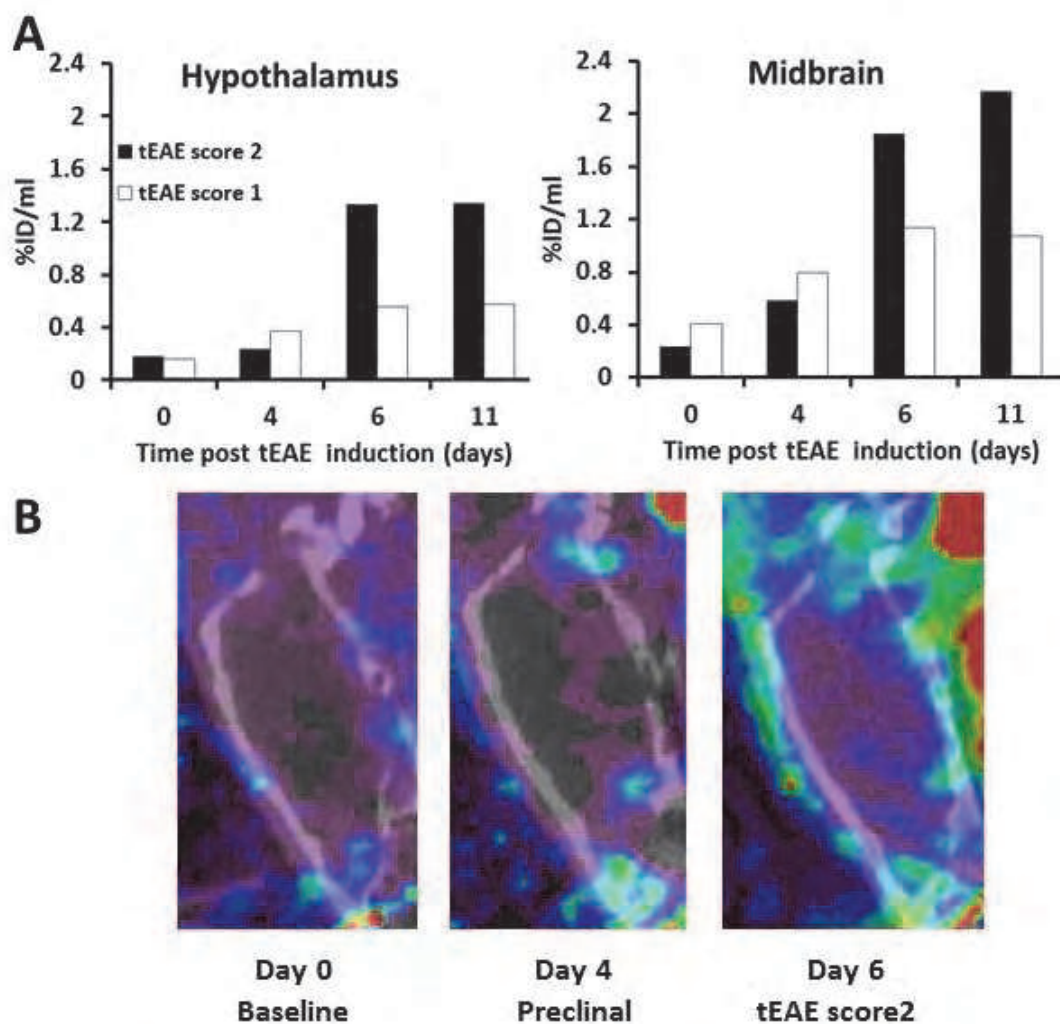 A
Hypothalamus
2.4
2
1.6
1.2
0.8
0.4
0
%ID/ml
tEAE score 2
tEAE score 1
0 4 6 11
Time post tEAE induction (days)
Midbrain
2.4
2
1.6
1.2
0.8
0.4
0
%ID/ml
0 4 6 11
Time post tEAE induction (days)
B
Day 0
Baseline
Day 4
Preclinal
Day 6
tEAE score2